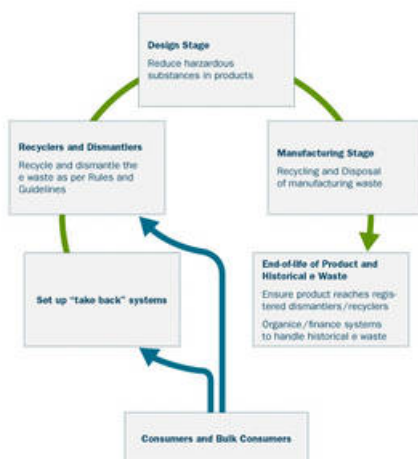 Design Stage
Reduce harzardous
substances in products
Recyclers and Dismantlers
Recycle and dismantle the
e waste as per Rules and
Guidelines
Manufacturing Stage
Recycling and Disposal
of manufacturing waste
Set up “take back” systems
End-of-life of Product and
Historical e Waste
Ensure product reaches regis-
tered dismantlers/recyclers
Organice/finance systems
to handle historical e waste
Consumers and Bulk Consumers